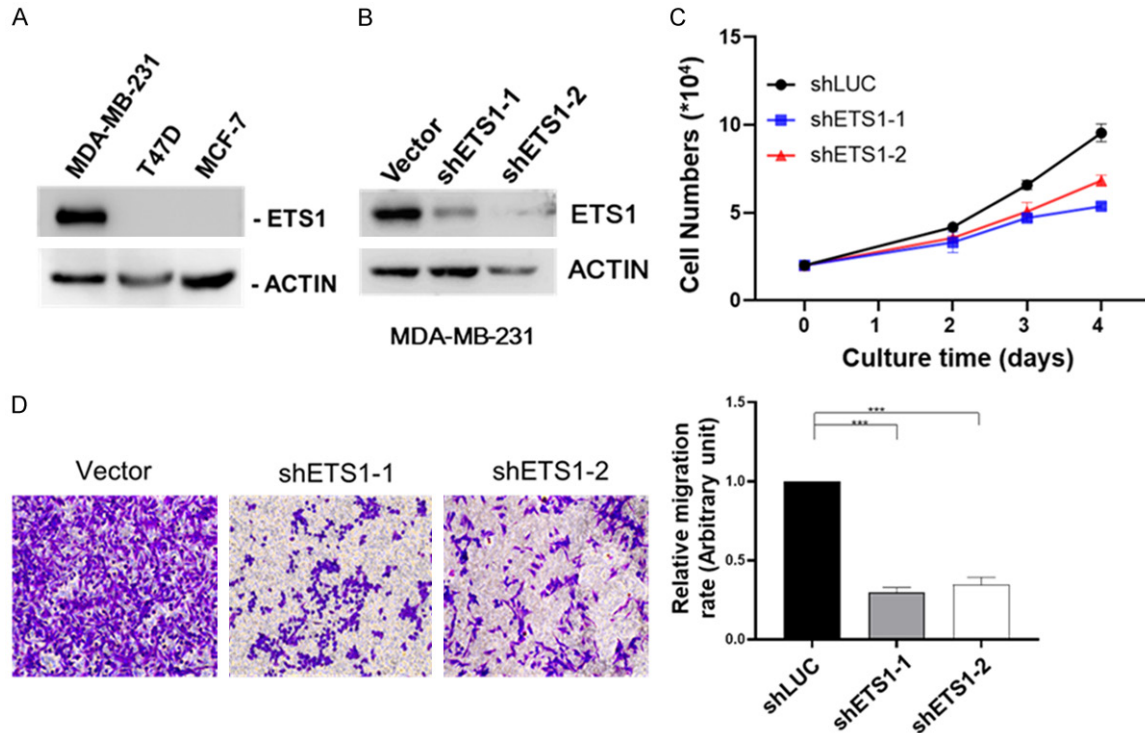 A
MDA-MB-231
T47D
MCF-7
- ETS1
- ACTIN
B
Vector
shETS1-1
shETS1-2
ETS1
ACTIN
MDA-MB-231
C
Cell Numbers (*10⁴)
15
10
5
0
shLUC
shETS1-1
shETS1-2
0 1 2 3 4
Culture time (days)
D
Vector
shETS1-1
shETS1-2
Relative migration
rate (Arbitrary unit)
1.5
1.0
0.5
0.0
***
***
shLUC
shETS1-1
shETS1-2